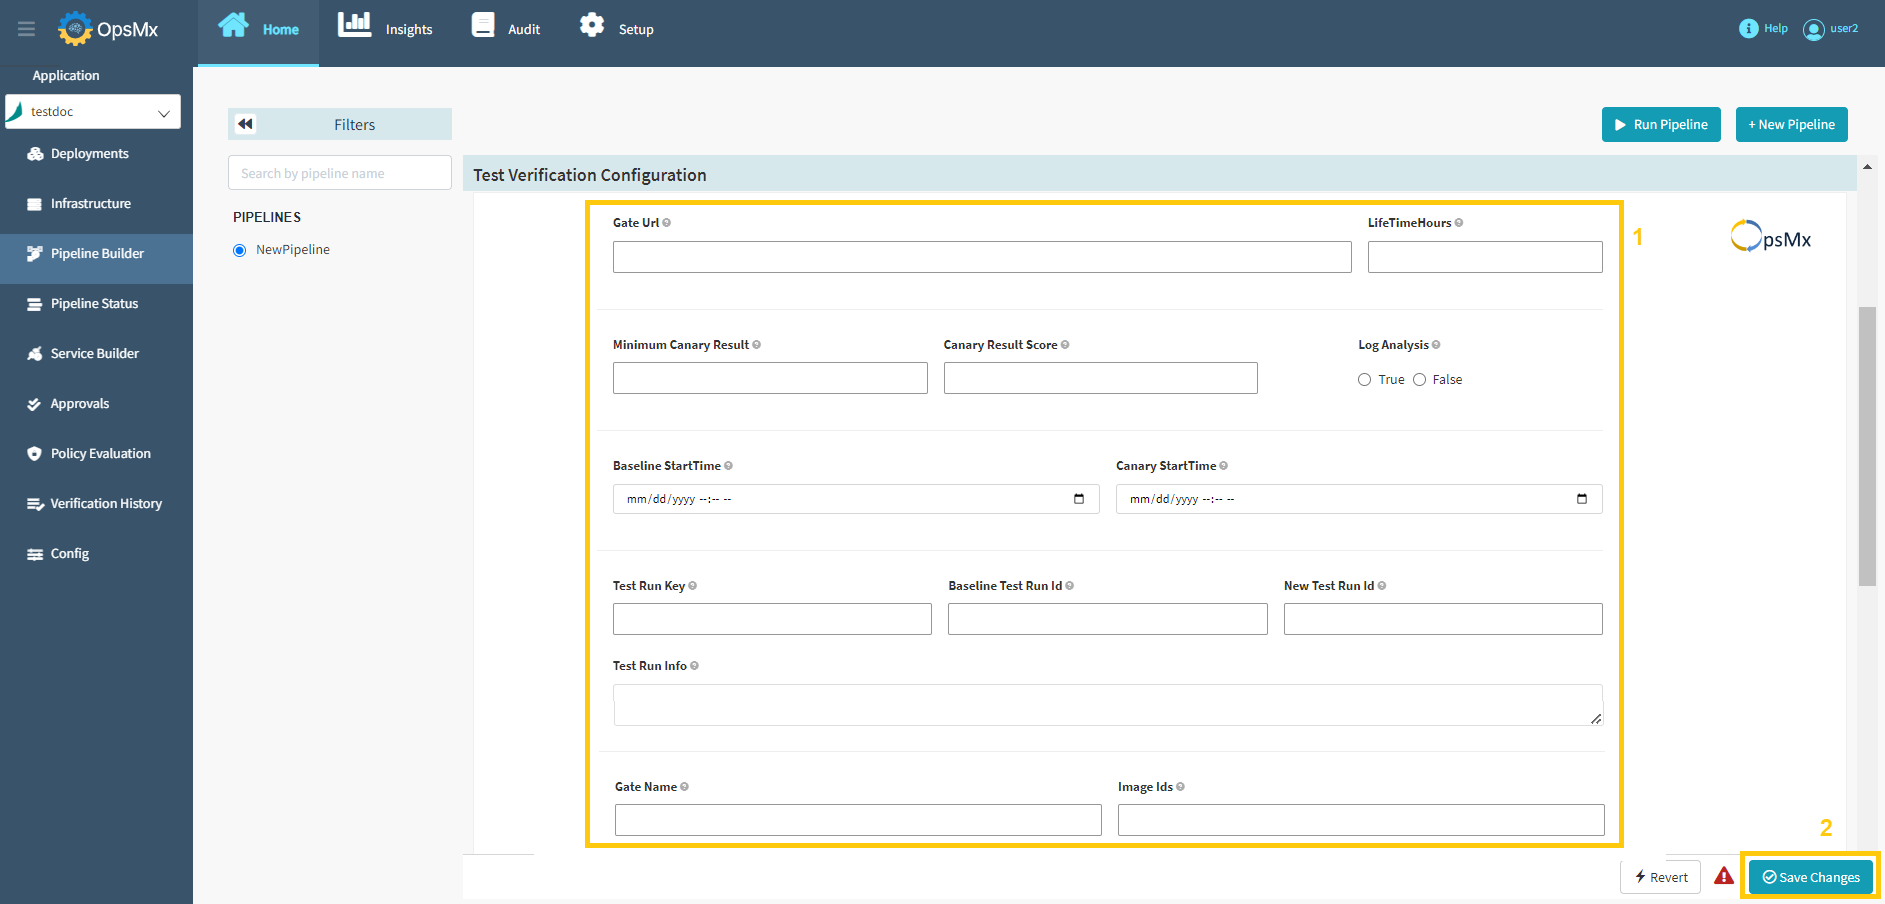 OpsMx
Home
Insights
Audit
Setup
Help
user2
Application
testdoc
Deployments
Infrastructure
Pipeline Builder
Pipeline Status
Service Builder
Approvals
Policy Evaluation
Verification History
Config
Filters
Search by pipeline name
PIPELINES
NewPipeline
Run Pipeline
+ New Pipeline
Test Verification Configuration
Gate Url
LifeTimeHours
1
OpsMx
Minimum Canary Result
Canary Result Score
Log Analysis
True
False
Baseline StartTime
Canary StartTime
mm/dd/yyyy --:-- --
mm/dd/yyyy --:-- --
Test Run Key
Baseline Test Run Id
New Test Run Id
Test Run Info
Gate Name
Image Ids
2
Revert
Save Changes